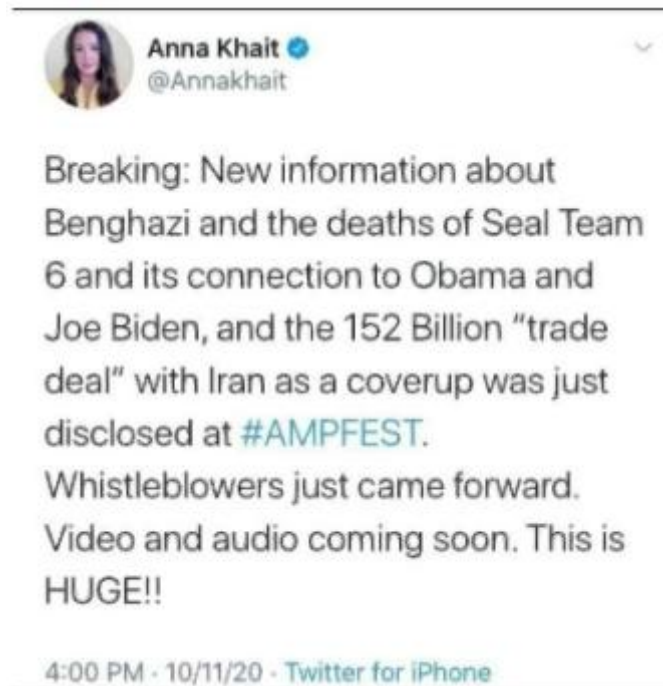 Anna Khait
@Annakhait
Breaking: New information about
Benghazi and the deaths of Seal Team
6 and its connection to Obama and
Joe Biden, and the 152 Billion “trade
deal” with Iran as a coverup was just
disclosed at #AMPFEST.
Whistleblowers just came forward.
Video and audio coming soon. This is
HUGE!!
4:00 PM · 10/11/20 · Twitter for iPhone